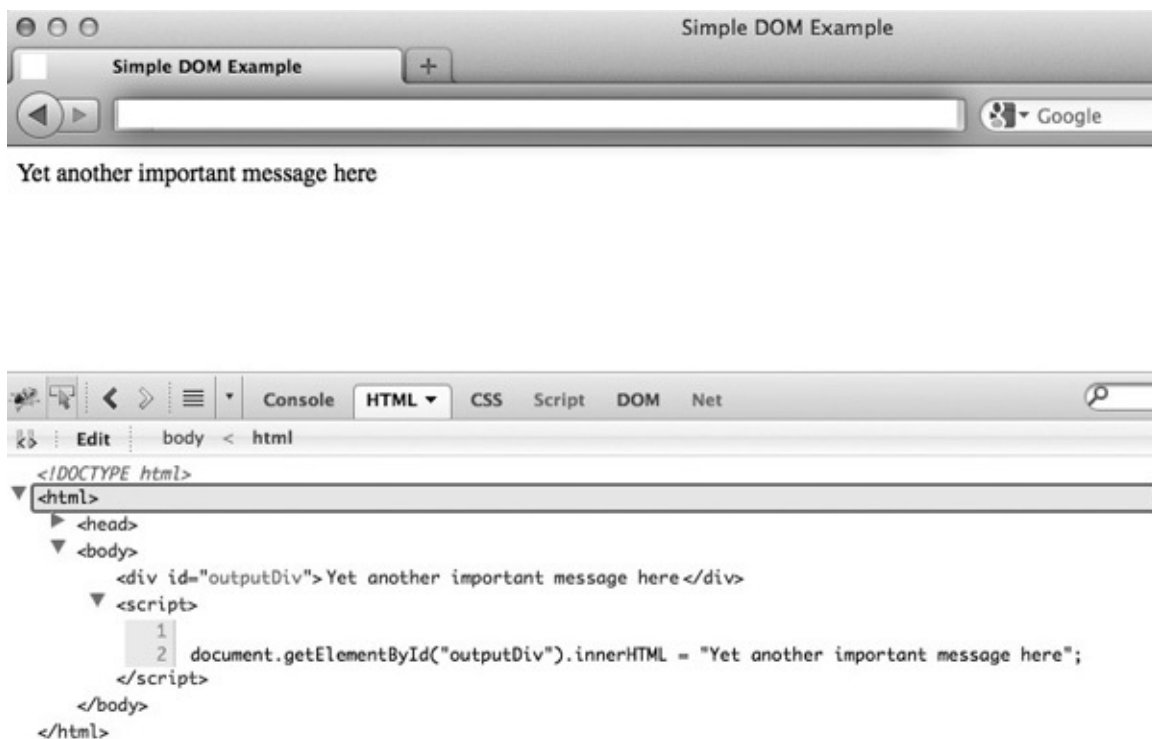 Simple DOM Example
Simple DOM Example
Google
Yet another important message here
Console HTML CSS Script DOM Net
Edit body < html
<!DOCTYPE html>
<html>
<head>
<body>
<div id="outputDiv">Yet another important message here</div>
<script>
1
2 document.getElementById("outputDiv").innerHTML = "Yet another important message here";
</script>
</body>
</html>